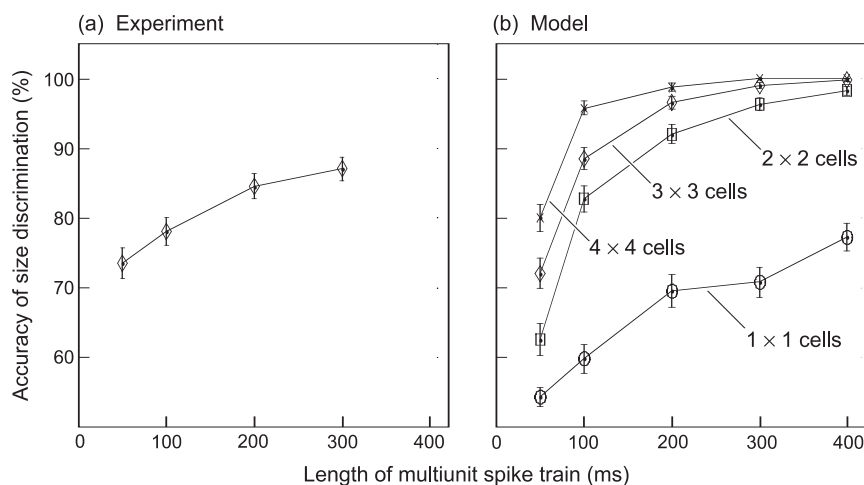 (a) Experiment
(b) Model
Accuracy of size discrimination (%)
100
90
80
70
60
0
100
200
300
400
2 × 2 cells
3 × 3 cells
4 × 4 cells
1 × 1 cells
0
100
200
300
400
Length of multiunit spike train (ms)